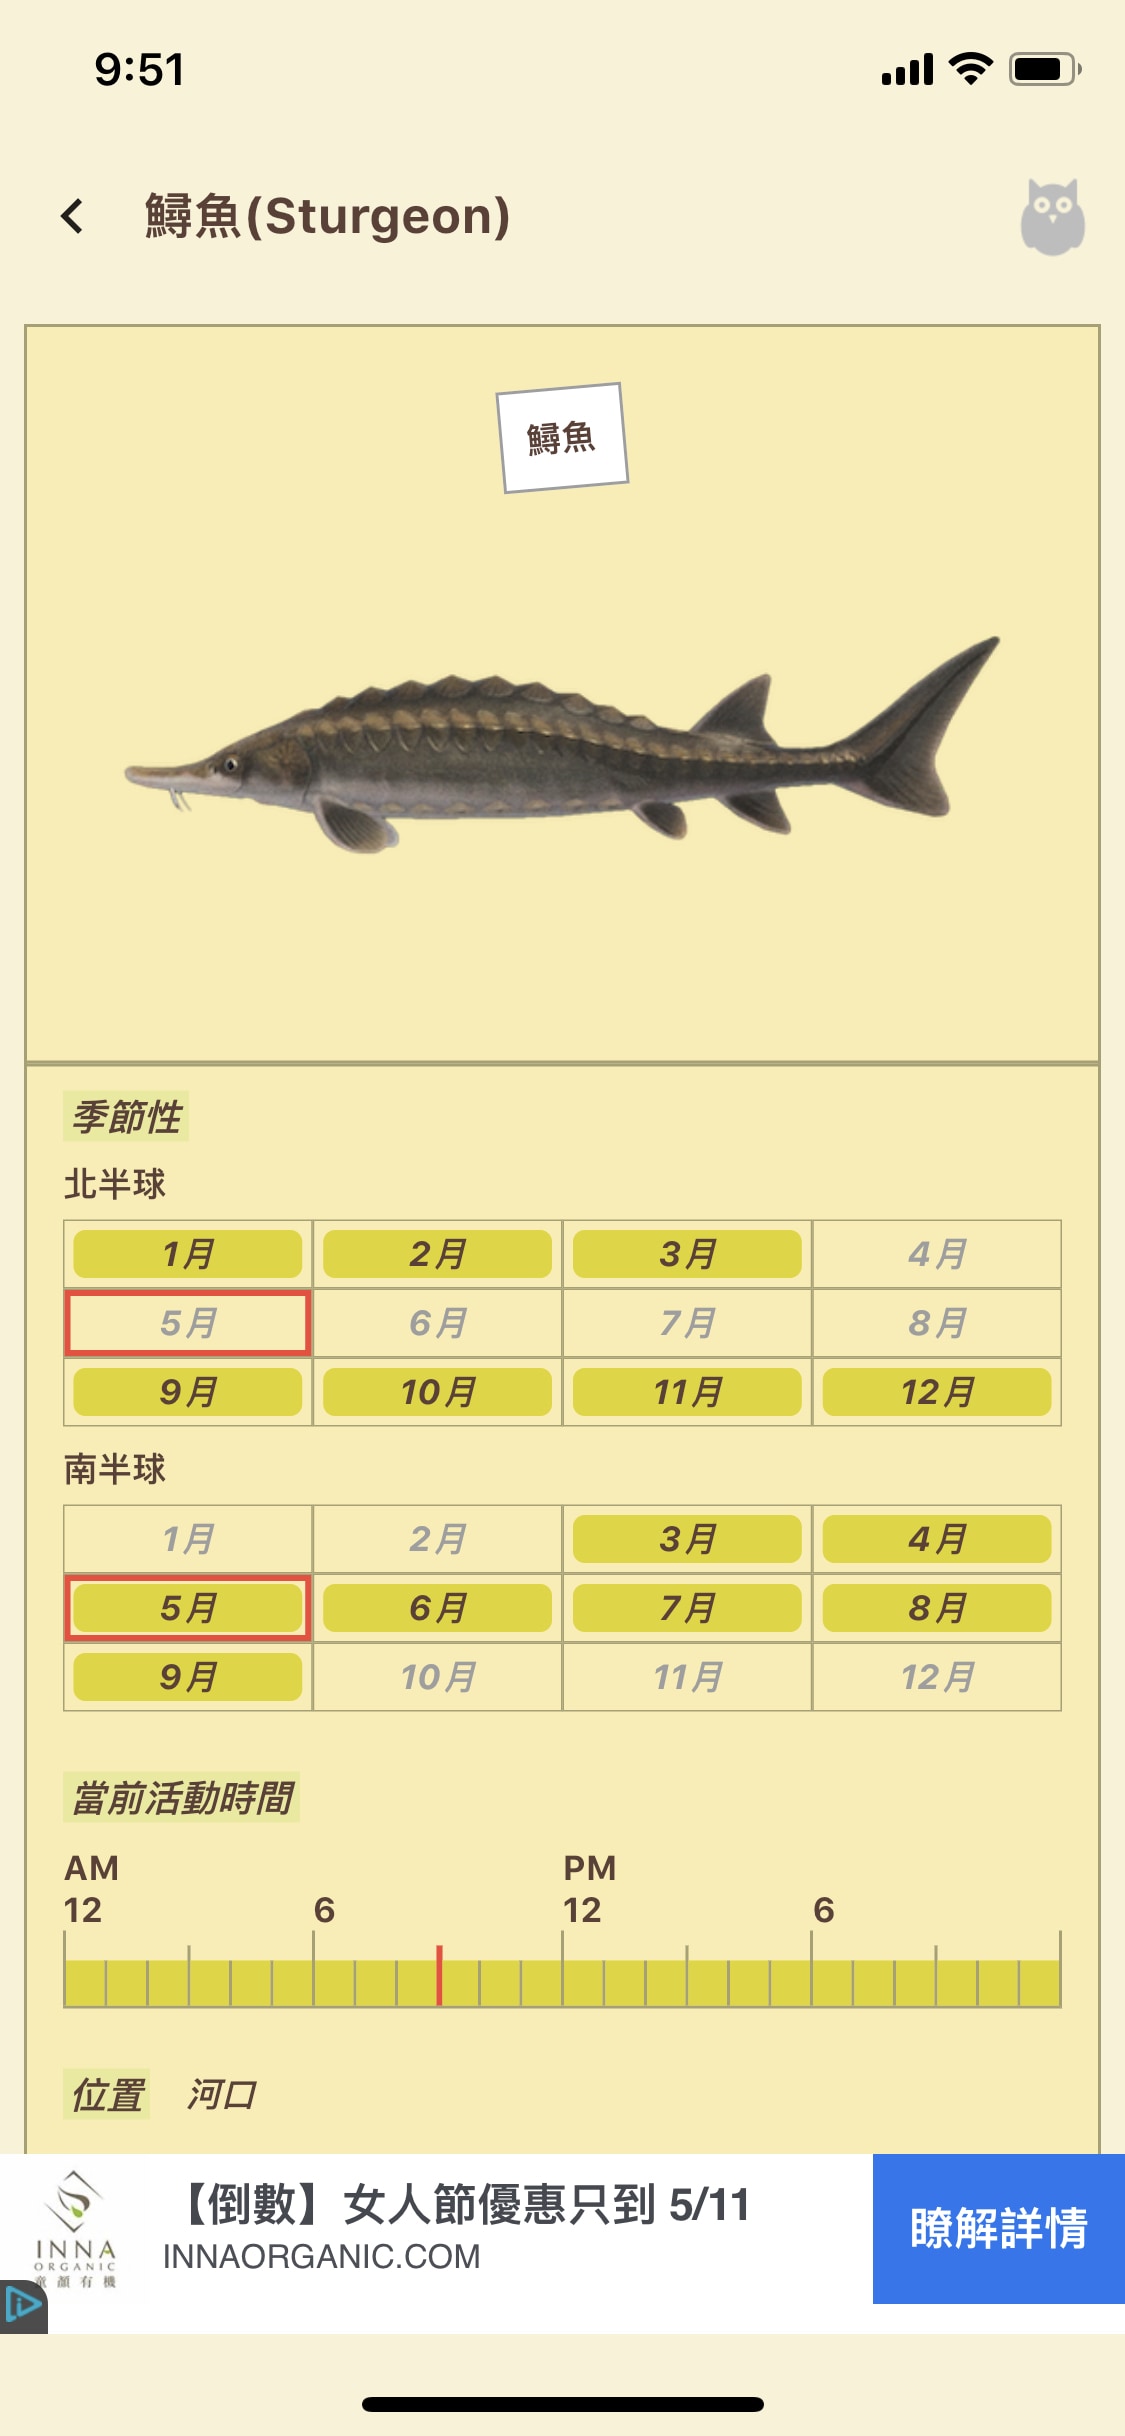 9:51
鱘魚(Sturgeon)
鱘魚
季節性
北半球
1月 2月 3月 4月
5月 6月 7月 8月
9月 10月 11月 12月
南半球
1月 2月 3月 4月
5月 6月 7月 8月
9月 10月 11月 12月
當前活動時間
AM PM
12 6 12 6
位置 河口
【倒數】女人節優惠只到 5/11
INNAORGANIC.COM
瞭解詳情
INNA
ORGANIC
童顏有機